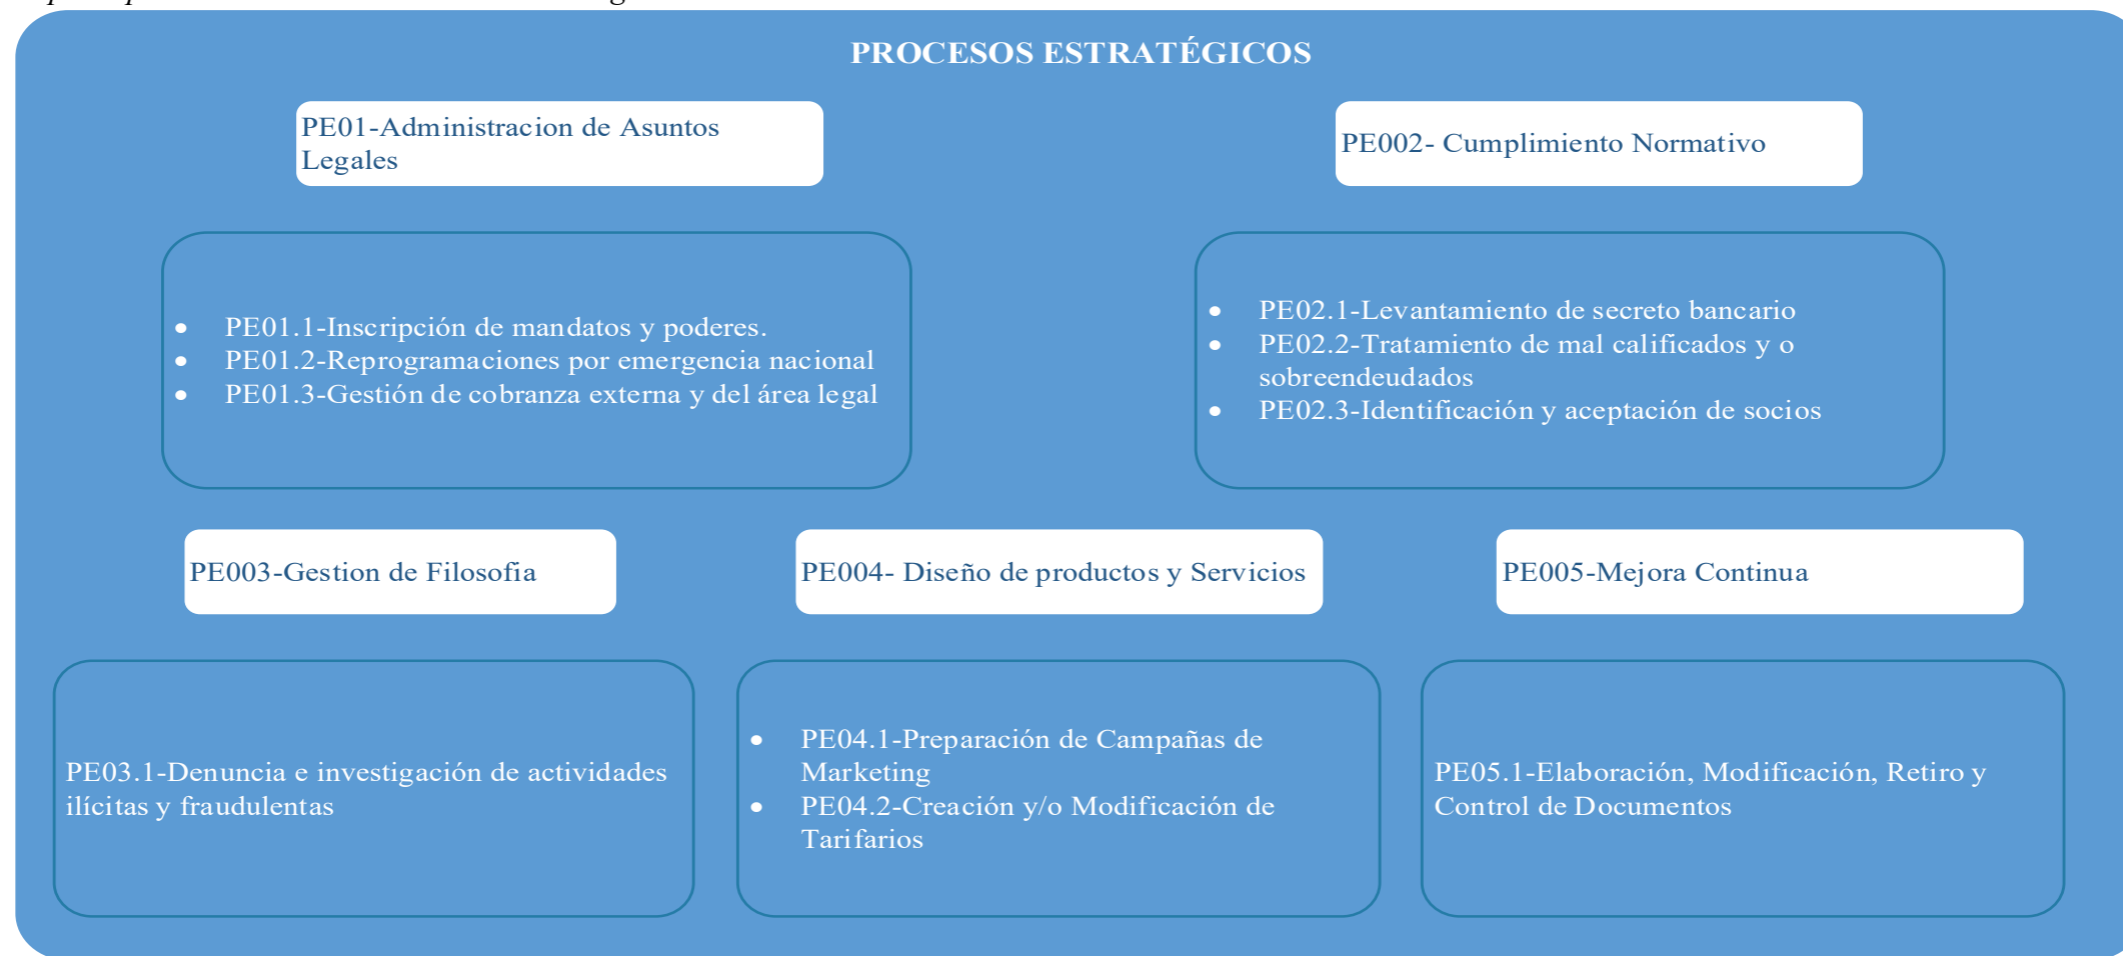 PROCESOS ESTRATÉGICOS
PE01-Administracion de Asuntos
Legales
PE002- Cumplimiento Normativo
• PE01.1-Inscripción de mandatos y poderes.
• PE01.2-Reprogramaciones por emergencia nacional
• PE01.3-Gestión de cobranza externa y del área legal
• PE02.1-Levantamiento de secreto bancario
• PE02.2-Tratamiento de mal calificados y o
sobreendeudados
• PE02.3-Identificación y aceptación de socios
PE003-Gestion de Filosofia
PE004- Diseño de productos y Servicios
PE005-Mejora Continua
PE03.1-Denuncia e investigación de actividades
ilícitas y fraudulentas
• PE04.1-Preparación de Campañas de
Marketing
• PE04.2-Creación y/o Modificación de
Tarifarios
PE05.1-Elaboración, Modificación, Retiro y
Control de Documentos